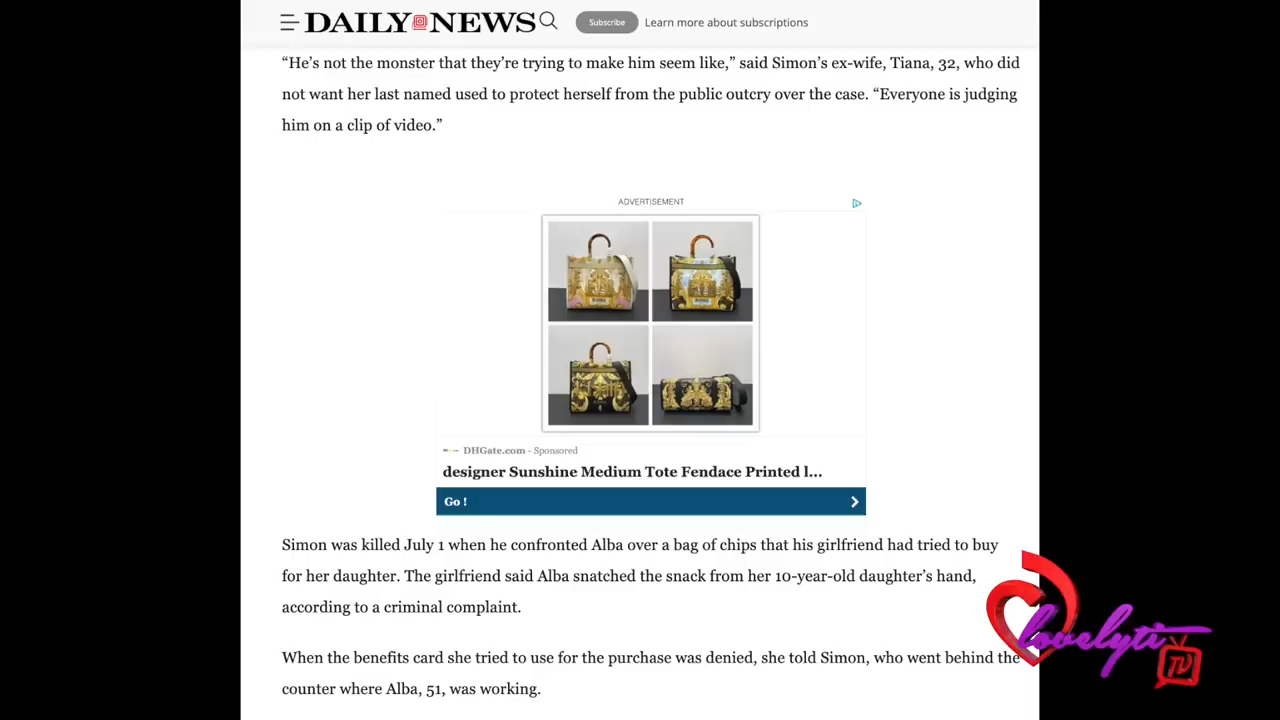 DAILY NEWS
Subscribe
Learn more about subscriptions
“He’s not the monster that they’re trying to make him seem like,” said Simon’s ex-wife, Tiana, 32, who did
not want her last named used to protect herself from the public outcry over the case. “Everyone is judging
him on a clip of video.”
ADVERTISEMENT
DHGate.com - Sponsored
designer Sunshine Medium Tote Fendace Printed l...
Go !
Simon was killed July 1 when he confronted Alba over a bag of chips that his girlfriend had tried to buy
for her daughter. The girlfriend said Alba snatched the snack from her 10-year-old daughter’s hand,
according to a criminal complaint.
When the benefits card she tried to use for the purchase was denied, she told Simon, who went behind the
counter where Alba, 51, was working.
lovelyti
TV